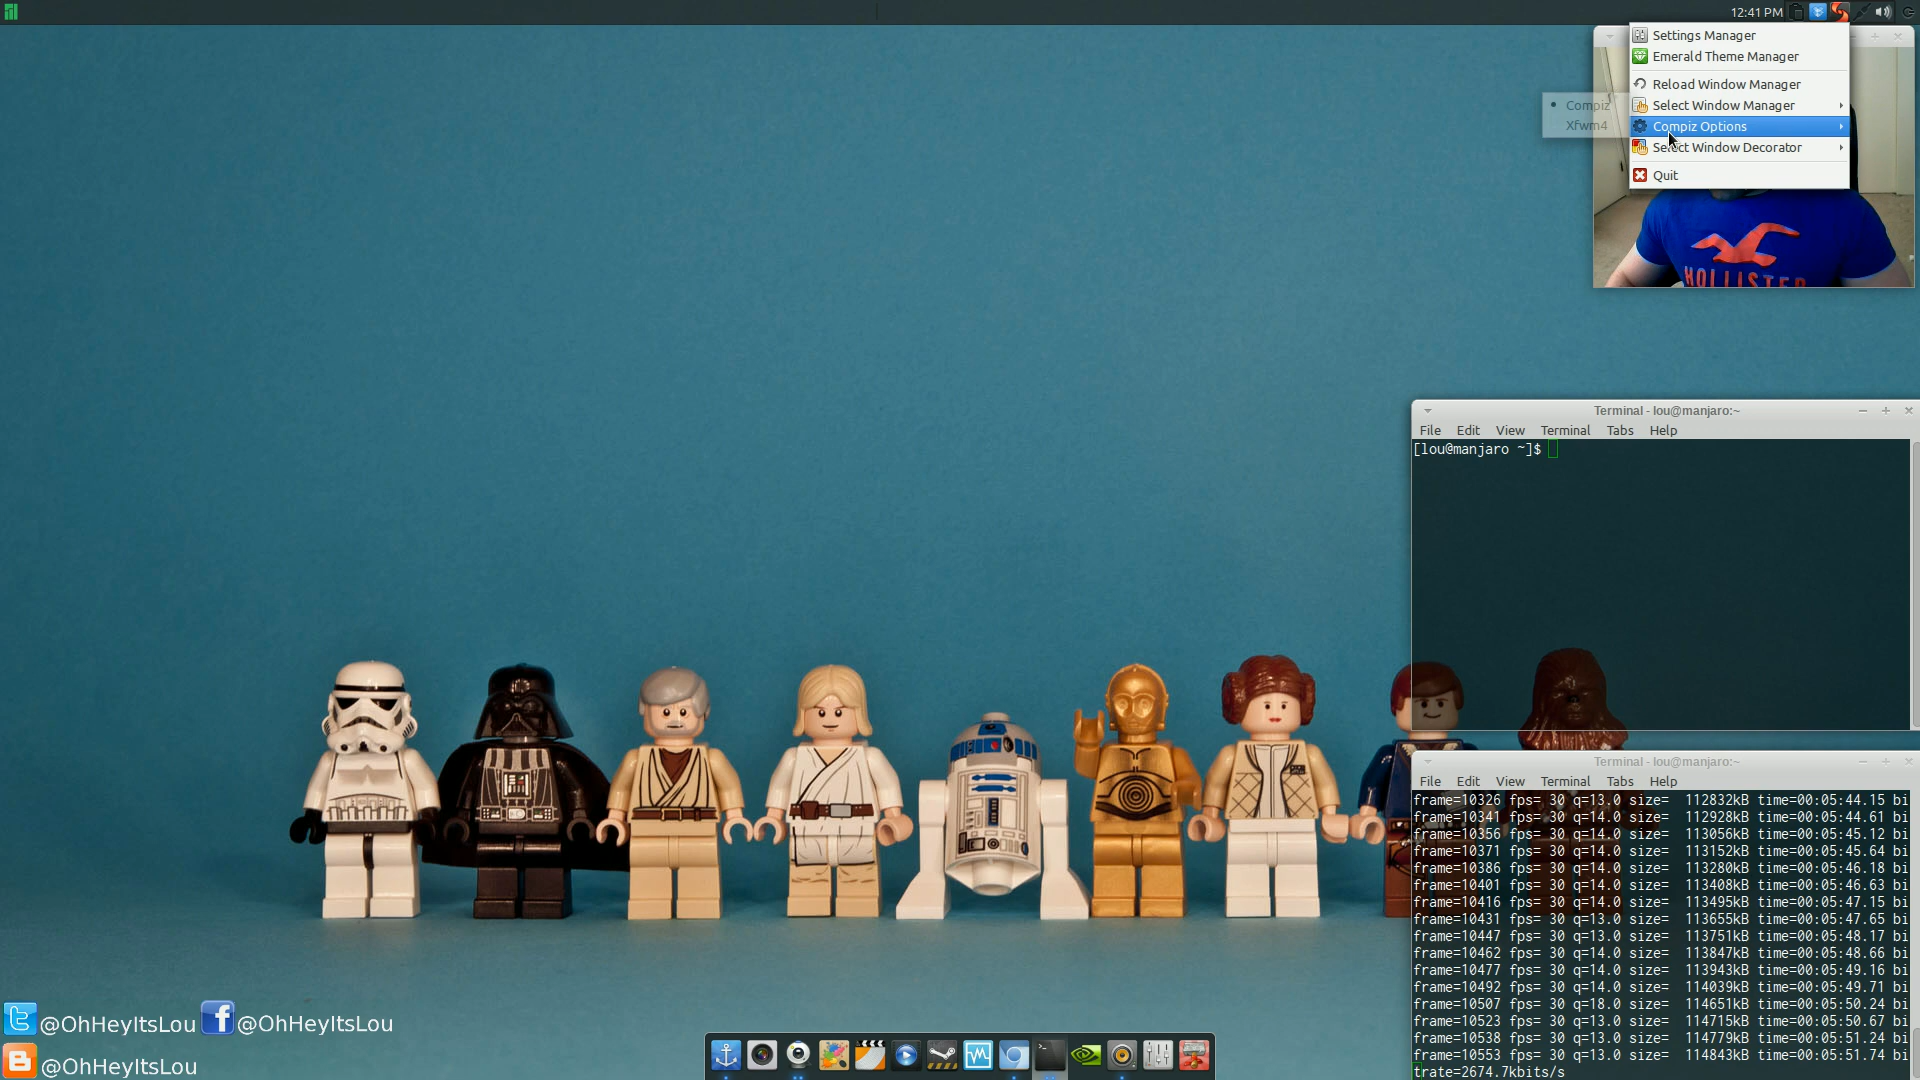 12:41 PM
Settings Manager
Emerald Theme Manager
Reload Window Manager
Select Window Manager
Compiz Options
Select Window Decorator
Quit
Compiz
Xfwm4
HOLLISTER
Terminal - lou@manjaro:~
File Edit View Terminal Tabs Help
[lou@manjaro ~]$
Terminal - lou@manjaro:~
File Edit View Terminal Tabs Help
frame=10326 fps= 30 q=13.0 size=  112832kB time=00:05:44.15 bi
frame=10341 fps= 30 q=14.0 size=  112928kB time=00:05:44.61 bi
frame=10356 fps= 30 q=14.0 size=  113056kB time=00:05:45.12 bi
frame=10371 fps= 30 q=14.0 size=  113152kB time=00:05:45.64 bi
frame=10386 fps= 30 q=14.0 size=  113280kB time=00:05:46.18 bi
frame=10401 fps= 30 q=14.0 size=  113408kB time=00:05:46.63 bi
frame=10416 fps= 30 q=14.0 size=  113495kB time=00:05:47.15 bi
frame=10431 fps= 30 q=13.0 size=  113655kB time=00:05:47.65 bi
frame=10447 fps= 30 q=13.0 size=  113751kB time=00:05:48.17 bi
frame=10462 fps= 30 q=14.0 size=  113847kB time=00:05:48.66 bi
frame=10477 fps= 30 q=14.0 size=  113943kB time=00:05:49.16 bi
frame=10492 fps= 30 q=14.0 size=  114039kB time=00:05:49.71 bi
frame=10507 fps= 30 q=18.0 size=  114651kB time=00:05:50.24 bi
frame=10523 fps= 30 q=13.0 size=  114715kB time=00:05:50.67 bi
frame=10538 fps= 30 q=13.0 size=  114779kB time=00:05:51.24 bi
frame=10553 fps= 30 q=13.0 size=  114843kB time=00:05:51.74 bi
trate=2674.7kbits/s
@OhHeyItsLou @OhHeyItsLou
@OhHeyItsLou